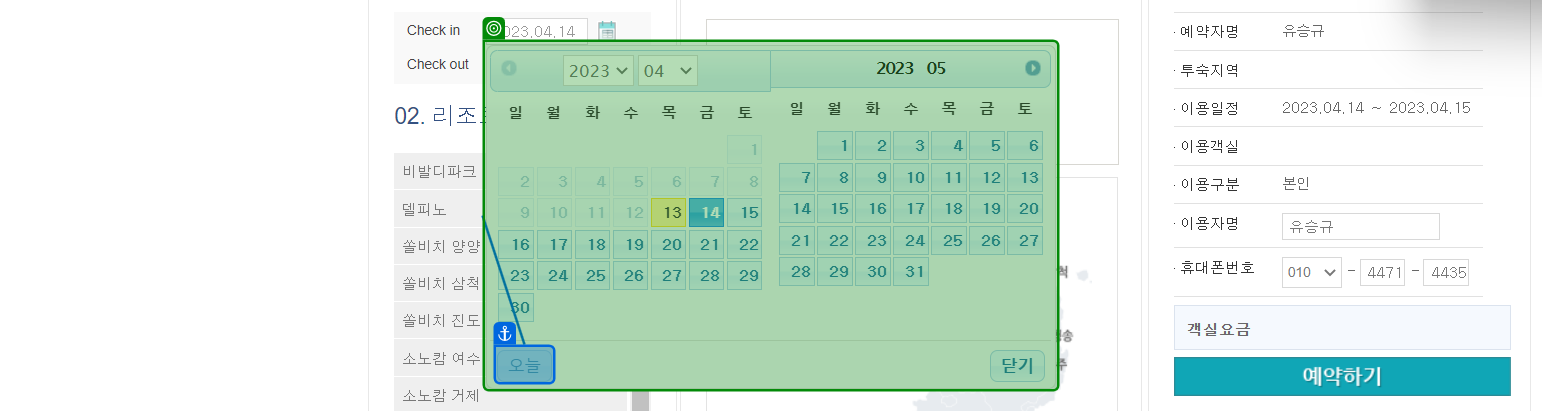 Check in 2023.04.14
Check out
02. 리조
비발디파크
델피노
쏠비치 양양
쏠비치 삼척
쏠비치 진도
소노캄 여수
소노캄 거제
2023 04
일 월 화 수 목 금 토
1
2 3 4 5 6 7 8
9 10 11 12 13 14 15
16 17 18 19 20 21 22
23 24 25 26 27 28 29
30
오늘
2023 05
일 월 화 수 목 금 토
1 2 3 4 5 6
7 8 9 10 11 12 13
14 15 16 17 18 19 20
21 22 23 24 25 26 27
28 29 30 31
닫기
척
송
주
· 예약자명 유승규
· 투숙지역
· 이용일정 2023.04.14 ~ 2023.04.15
· 이용객실
· 이용구분 본인
· 이용자명 유승규
· 휴대폰번호 010 - 4471 - 4435
객실요금
예약하기